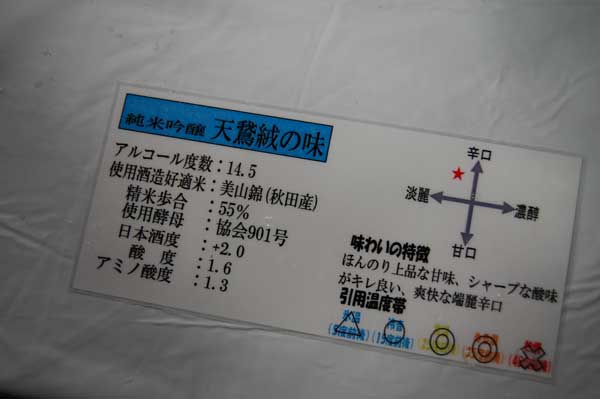 純米吟醸 天鵞絨の味
アルコール度数：14.5
使用酒造好適米：美山錦(秋田産)
精米歩合：55%
使用酵母：協会901号
日本酒度：+2.0
酸度：1.6
アミノ酸度：1.3
辛口
淡麗
濃醇
甘口
味わいの特徴
ほんのり上品な甘味、シャープな酸味
がキレ良い、爽快な端麗辛口
引用温度帯
(5度前後)